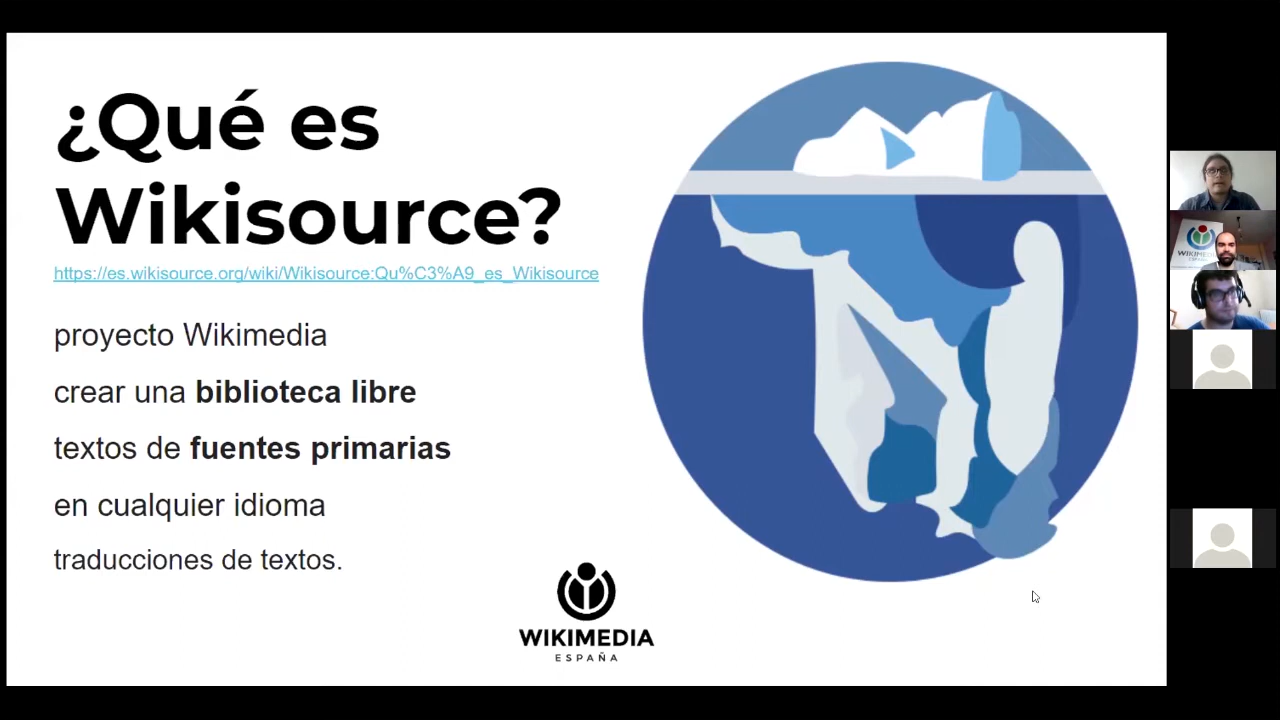 ¿Qué es
Wikisource?
https://es.wikisource.org/wiki/Wikisource:Qu%C3%A9_es_Wikisource
proyecto Wikimedia
crear una biblioteca libre
textos de fuentes primarias
en cualquier idioma
traducciones de textos.
WIKIMEDIA
ESPAÑA
WIKIMEDIA